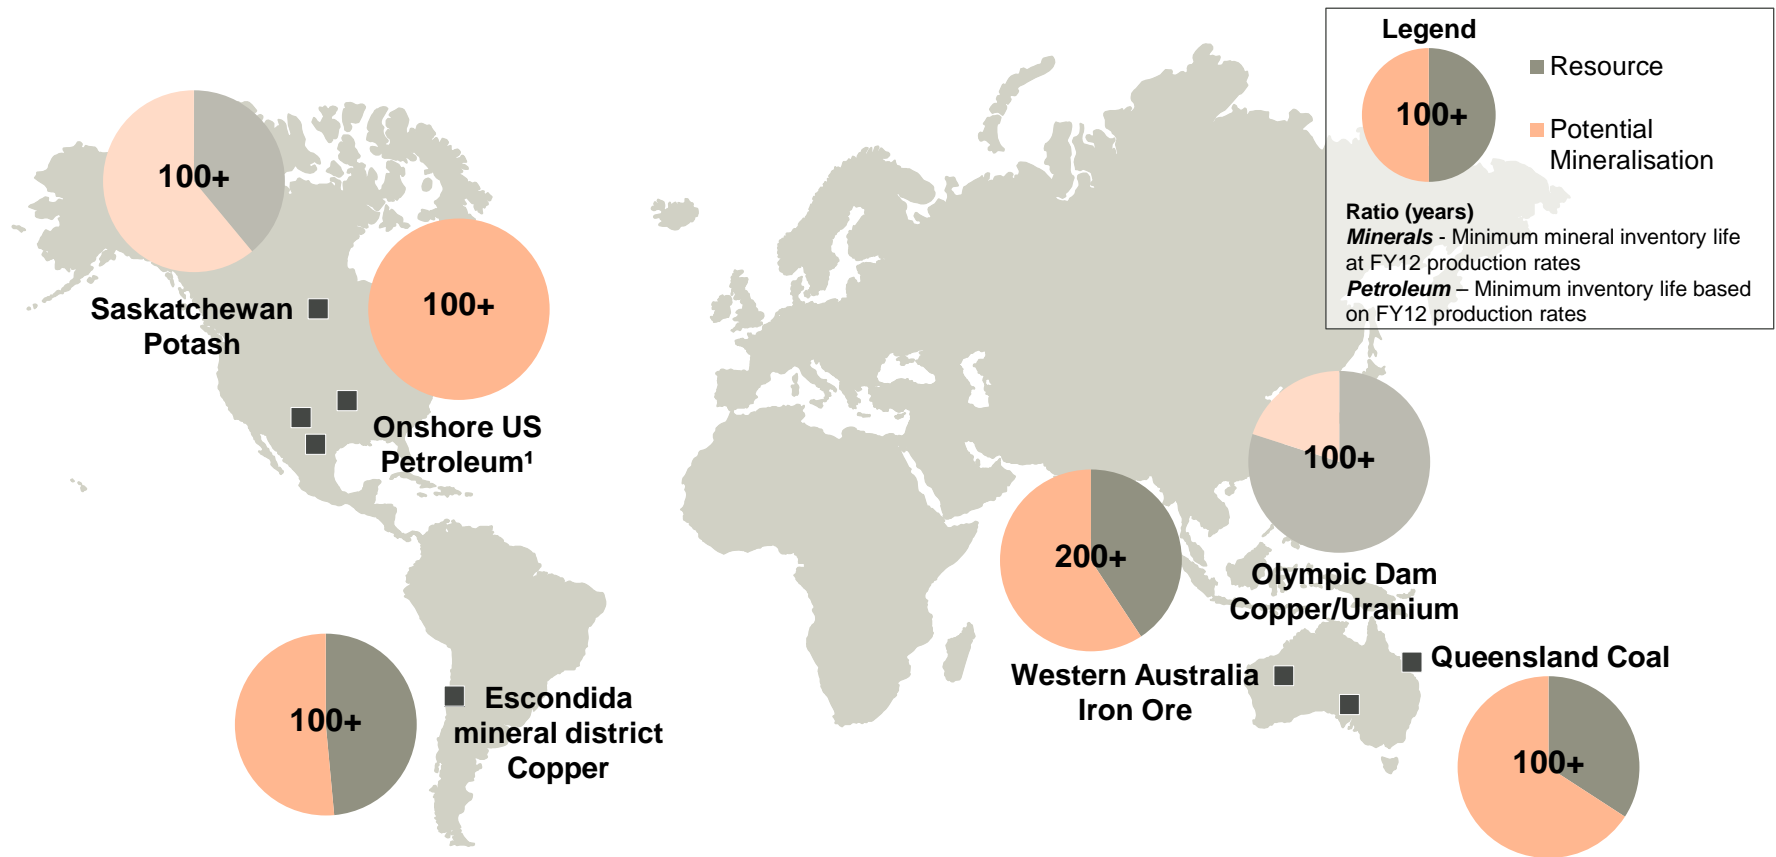 Legend
100+
Resource
Potential
Mineralisation
Ratio (years)
Minerals - Minimum mineral inventory life
at FY12 production rates
Petroleum – Minimum inventory life based
on FY12 production rates
100+
Saskatchewan
Potash
100+
Onshore US
Petroleum¹
100+
Escondida
mineral district
Copper
200+
Western Australia
Iron Ore
100+
Olympic Dam
Copper/Uranium
Queensland Coal
100+